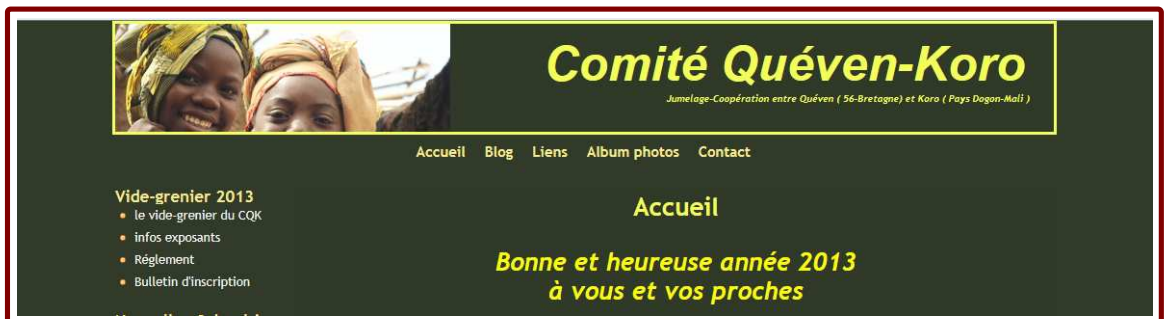 Comité Quéven-Koro
Jumelage-Coopération entre Quéven ( 56-Bretagne) et Koro ( Pays Dogon-Mali )
Accueil Blog Liens Album photos Contact
Vide-grenier 2013
le vide-grenier du CQK
infos exposants
Réglement
Bulletin d'inscription
Accueil
Bonne et heureuse année 2013
à vous et vos proches